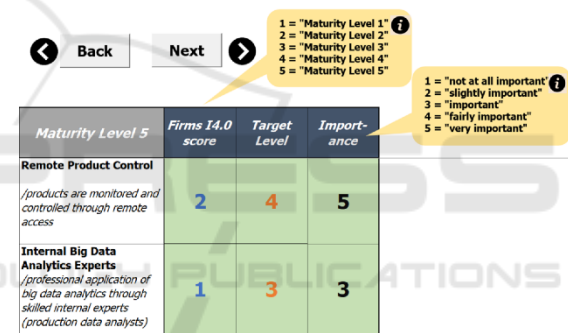 1 = "Maturity Level 1"
2 = "Maturity Level 2"
3 = "Maturity Level 3"
4 = "Maturity Level 4"
5 = "Maturity Level 5"
i
Back
Next
1 = "not at all important"
2 = "slightly important"
3 = "important"
4 = "fairly important"
5 = "very important"
i
Maturity Level 5
Firms I4.0
score
Target
Level
Import-
ance
Remote Product Control
/products are monitored and
controlled through remote
access
2
4
5
Internal Big Data
Analytics Experts
/professional application of
big data analytics through
skilled internal experts
(production data analysts)
1
3
3
PRESS
PUBLICATIONS